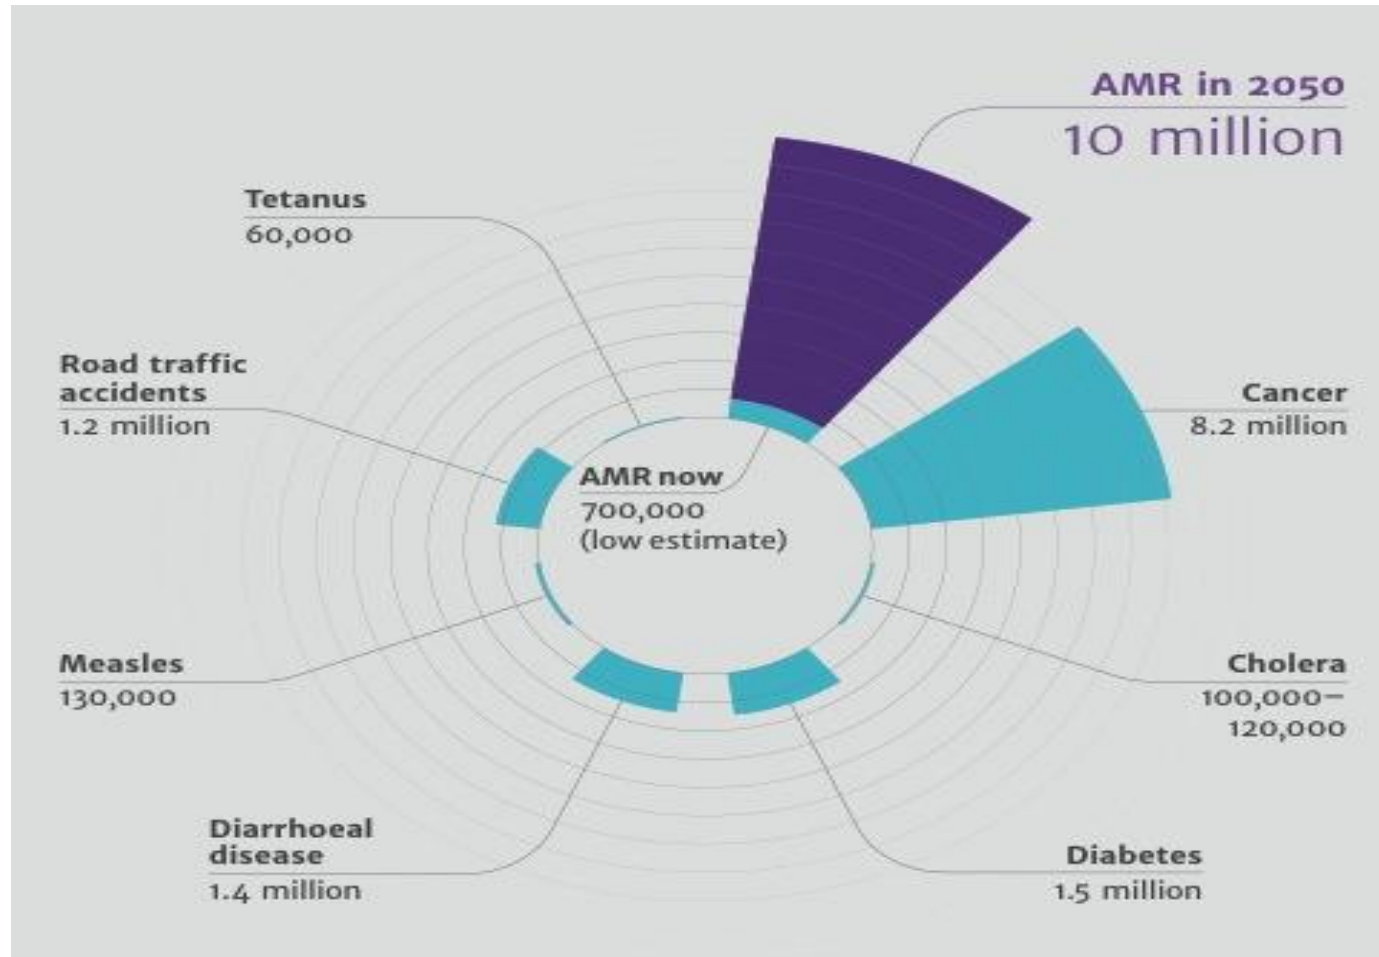 AMR in 2050
10 million
Tetanus
60,000
Road traffic
accidents
1.2 million
Cancer
8.2 million
AMR now
700,000
(low estimate)
Measles
130,000
Cholera
100,000–
120,000
Diarrhoeal
disease
1.4 million
Diabetes
1.5 million